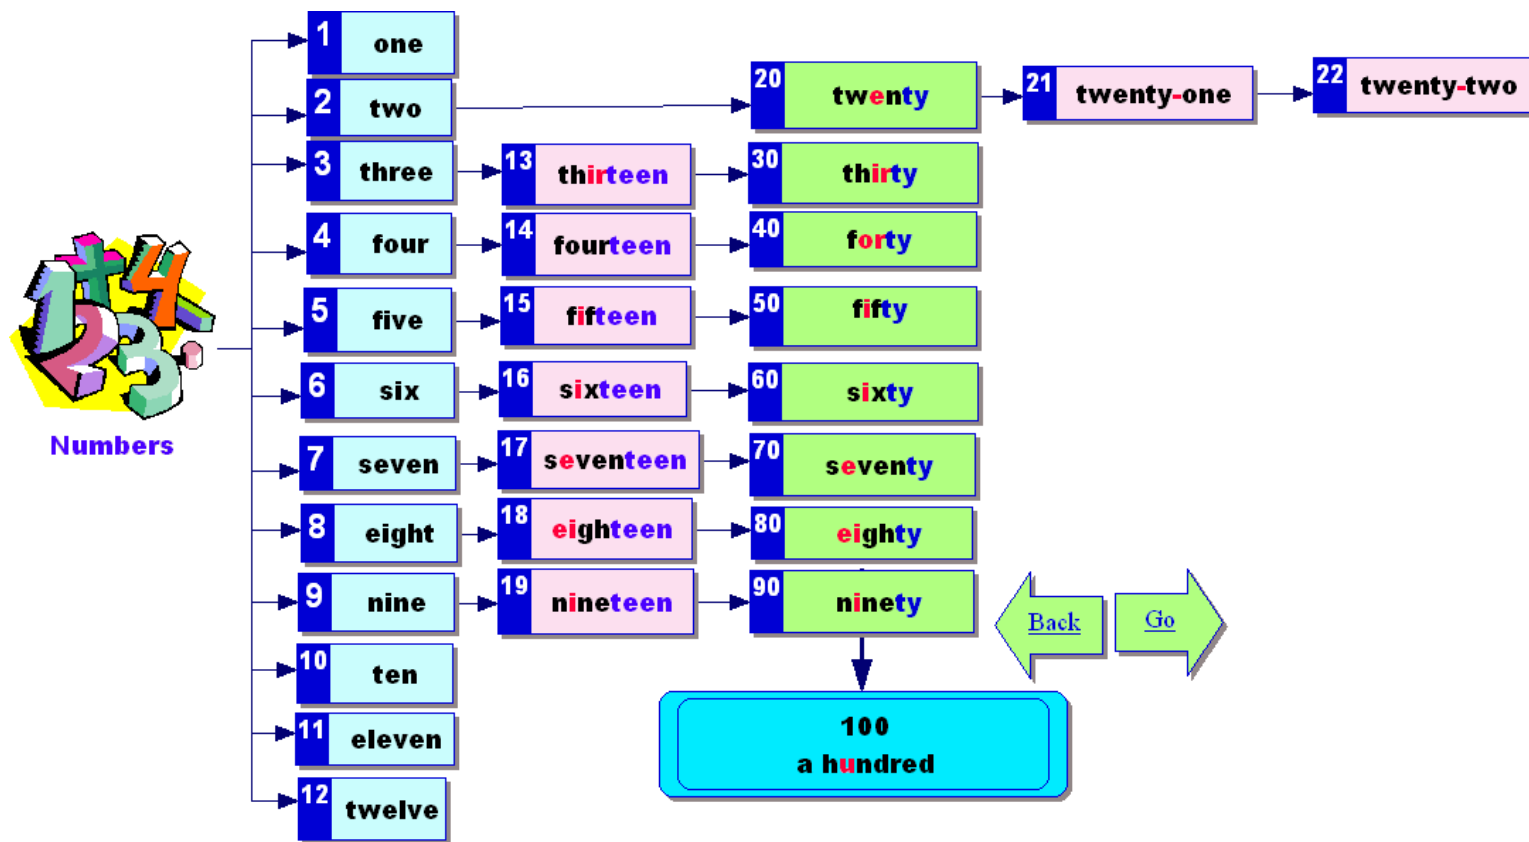 1 one
2 two
20 twenty
21 twenty-one
22 twenty-two
3 three
13 thirteen
30 thirty
4 four
14 fourteen
40 forty
5 five
15 fifteen
50 fifty
6 six
16 sixteen
60 sixty
Numbers
7 seven
17 seventeen
70 seventy
8 eight
18 eighteen
80 eighty
9 nine
19 nineteen
90 ninety
Back
Go
10 ten
11 eleven
12 twelve
100
a hundred